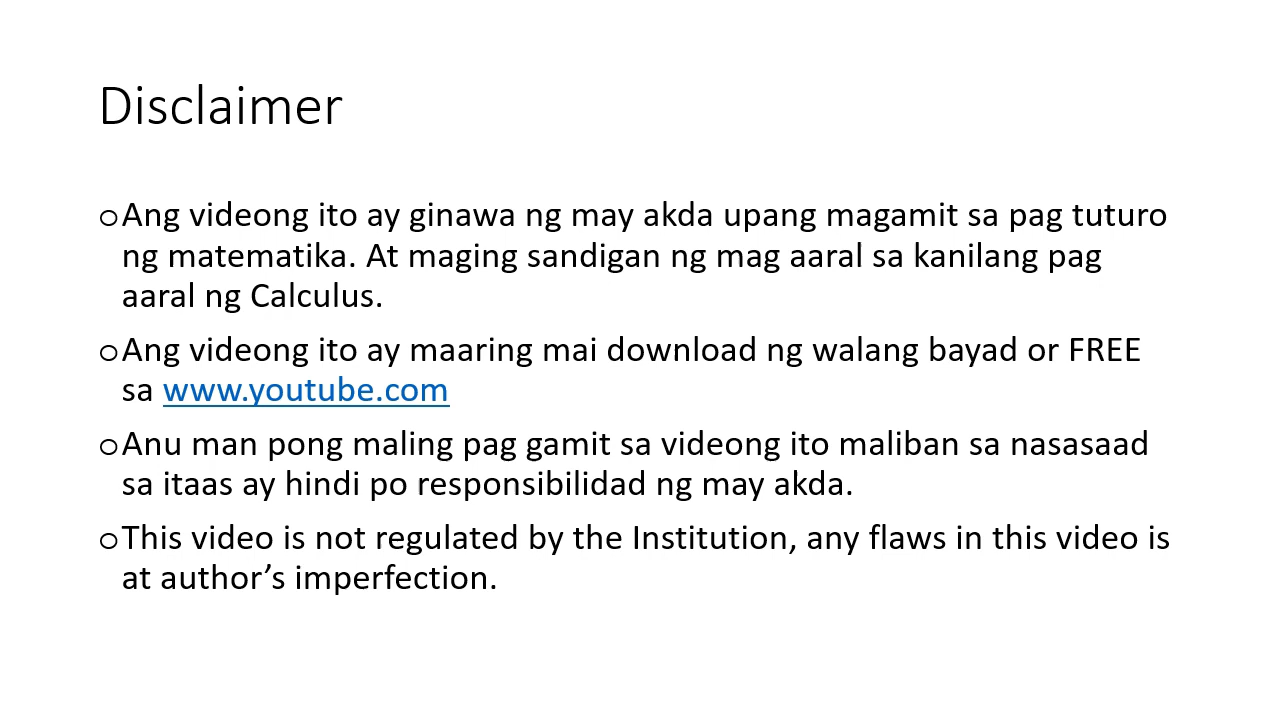 Disclaimer
oAng videong ito ay ginawa ng may akda upang magamit sa pag tuturo
ng matematika. At maging sandigan ng mag aaral sa kanilang pag
aaral ng Calculus.
oAng videong ito ay maaring mai download ng walang bayad or FREE
sa www.youtube.com
oAnu man pong maling pag gamit sa videong ito maliban sa nasasaad
sa itaas ay hindi po responsibilidad ng may akda.
oThis video is not regulated by the Institution, any flaws in this video is
at author’s imperfection.